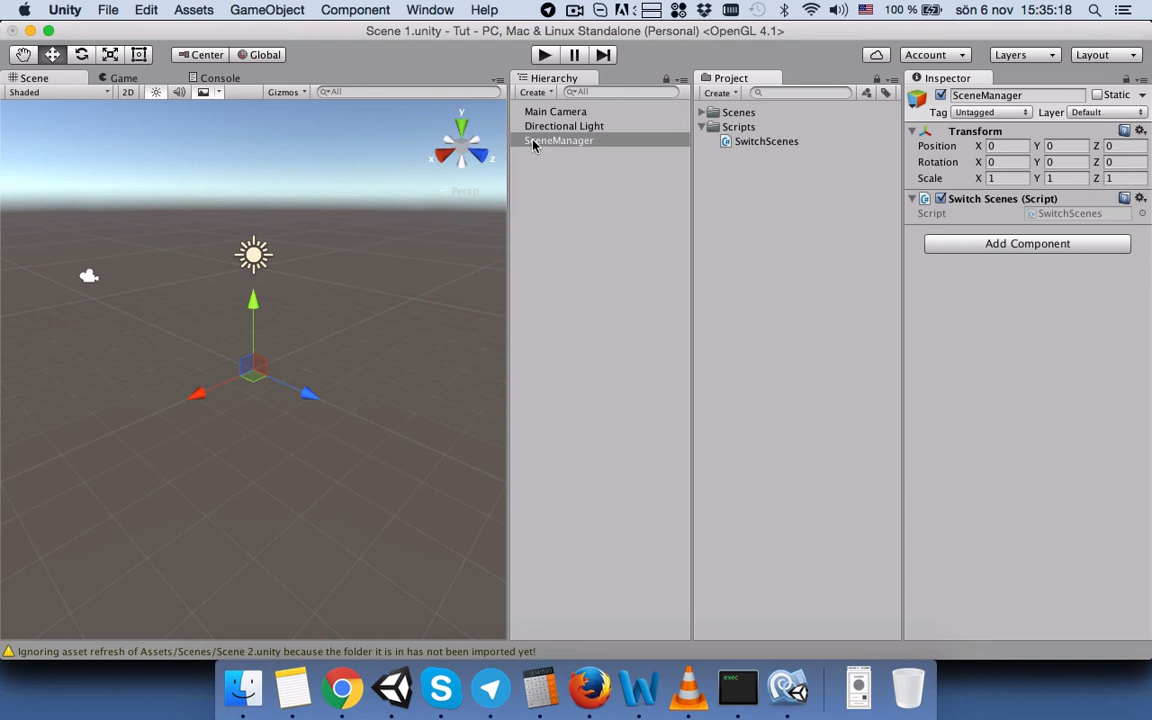 Unity File Edit Assets GameObject Component Window Help 100 % sön 6 nov 15:35:18
Scene 1.unity - Tut - PC, Mac & Linux Standalone (Personal) <OpenGL 4.1>
Center Global Account Layers Layout
Scene Game Console Hierarchy Project Inspector
Shaded 2D Gizmos All Create All Create SceneManager Static
Tag Untagged Layer Default
Main Camera
Directional Light
SceneManager
Scenes
Scripts
SwitchScenes
Transform
Position X 0 Y 0 Z 0
Rotation X 0 Y 0 Z 0
Scale X 1 Y 1 Z 1
Switch Scenes (Script)
Script SwitchScenes
Add Component
y
x
z
Persp
Ignoring asset refresh of Assets/Scenes/Scene 2.unity because the folder it is in has not been imported yet!
exec